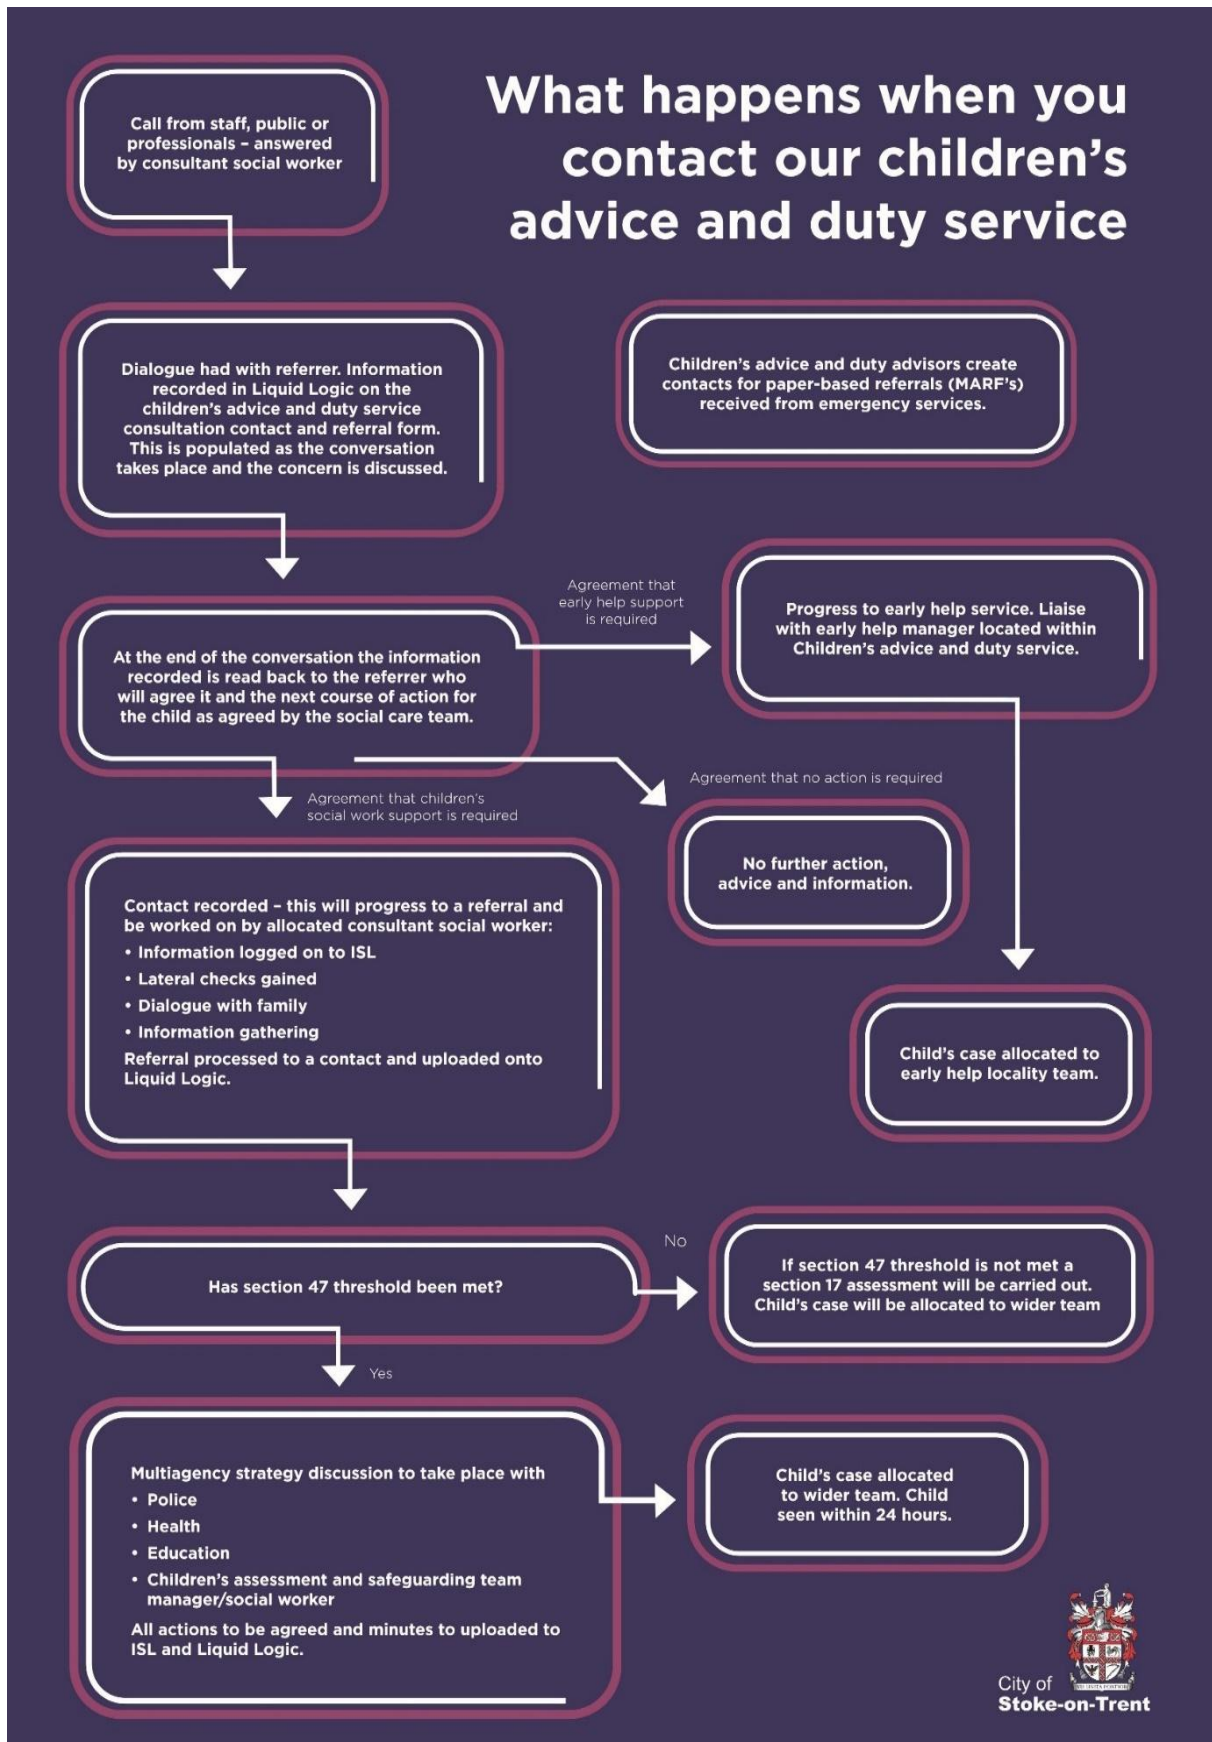 What happens when you
contact our children's
advice and duty service
Call from staff, public or
professionals – answered
by consultant social worker
Dialogue had with referrer. Information
recorded in Liquid Logic on the
children's advice and duty service
consultation contact and referral form.
This is populated as the conversation
takes place and the concern is discussed.
Children's advice and duty advisors create
contacts for paper-based referrals (MARF's)
received from emergency services.
At the end of the conversation the information
recorded is read back to the referrer who
will agree it and the next course of action for
the child as agreed by the social care team.
Agreement that
early help support
is required
Progress to early help service. Liaise
with early help manager located within
Children's advice and duty service.
Agreement that no action is required
No further action,
advice and information.
Agreement that children's
social work support is required
Contact recorded – this will progress to a referral and
be worked on by allocated consultant social worker:
• Information logged on to ISL
• Lateral checks gained
• Dialogue with family
• Information gathering
Referral processed to a contact and uploaded onto
Liquid Logic.
Child's case allocated to
early help locality team.
Has section 47 threshold been met?
No
If section 47 threshold is not met a
section 17 assessment will be carried out.
Child's case will be allocated to wider team
Yes
Multiagency strategy discussion to take place with
• Police
• Health
• Education
• Children's assessment and safeguarding team
manager/social worker
All actions to be agreed and minutes to uploaded to
ISL and Liquid Logic.
Child's case allocated
to wider team. Child
seen within 24 hours.
City of
Stoke-on-Trent